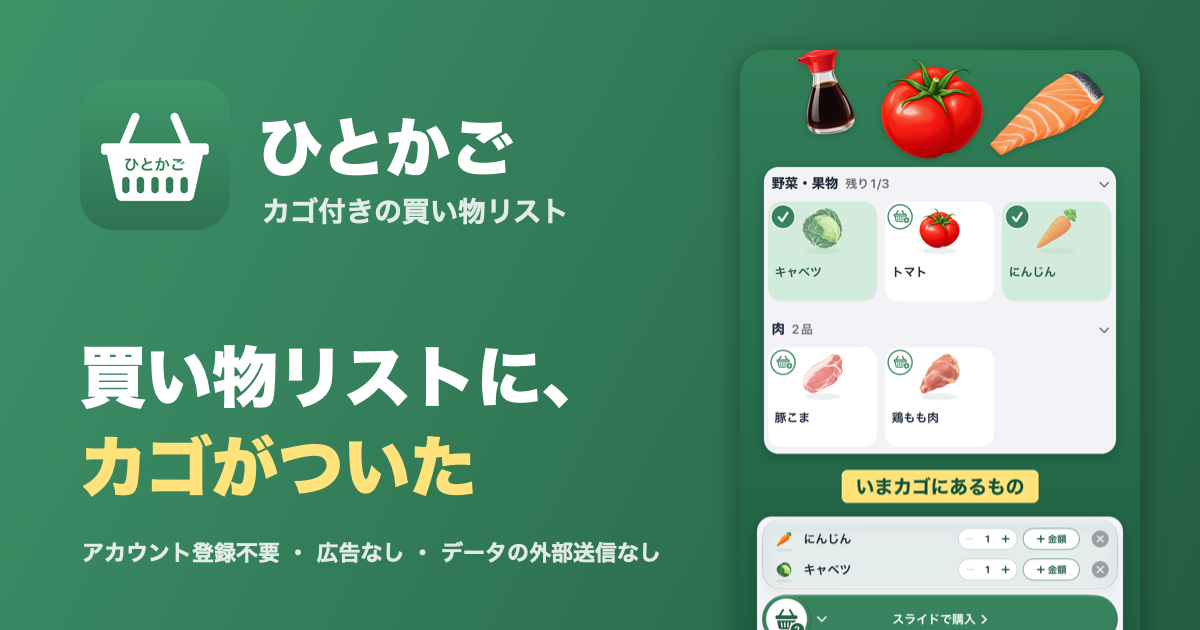 ひとかご
ひとかご
カゴ付きの買い物リスト
買い物リストに、
カゴがついた
アカウント登録不要 ・ 広告なし ・ データの外部送信なし
野菜・果物 残り1/3
キャベツ
トマト
にんじん
肉 2品
豚こま
鶏もも肉
いまカゴにあるもの
にんじん − 1 + +金額
キャベツ − 1 + +金額
スライドで購入